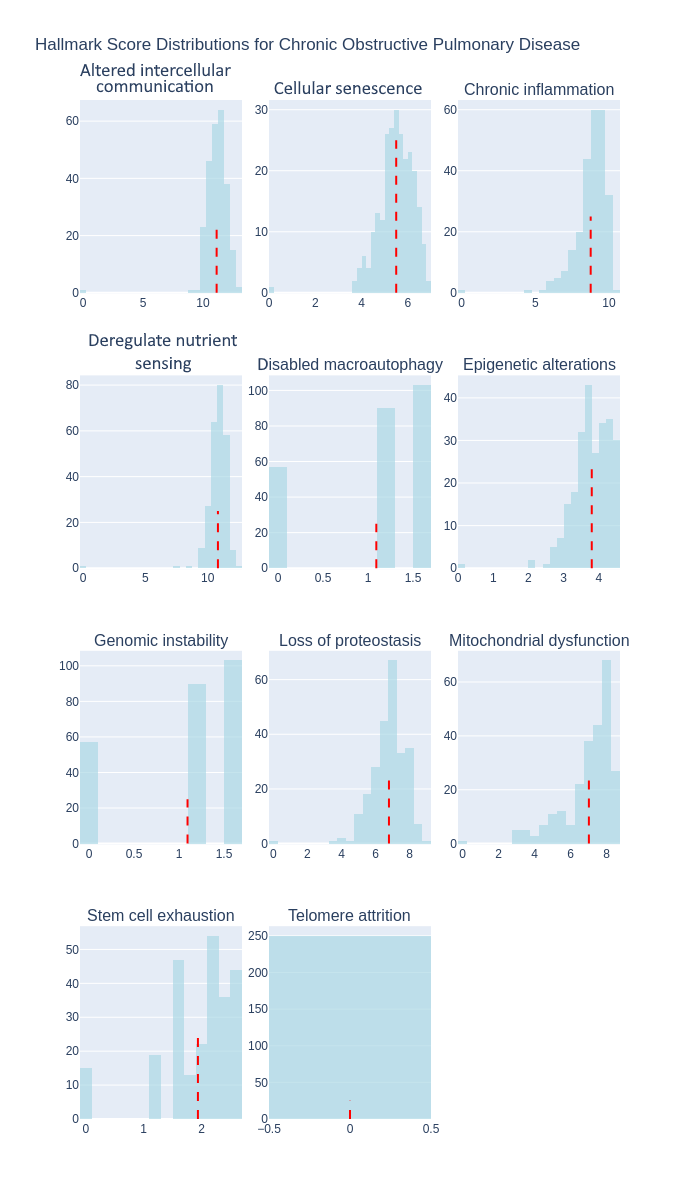 Hallmark Score Distributions for Chronic Obstructive Pulmonary Disease
Altered intercellular
communication
Cellular senescence
Chronic inflammation
60
40
20
0
0 5 10
30
20
10
0
0 2 4 6
60
40
20
0
0 5 10
Deregulate nutrient
sensing
Disabled macroautophagy
Epigenetic alterations
80
60
40
20
0
0 5 10
100
80
60
40
20
0
0 0.5 1 1.5
40
30
20
10
0
0 1 2 3 4
Genomic instability
Loss of proteostasis
Mitochondrial dysfunction
100
80
60
40
20
0
0 0.5 1 1.5
60
40
20
0
0 2 4 6 8
60
40
20
0
0 2 4 6 8
Stem cell exhaustion
Telomere attrition
50
40
30
20
10
0
0 1 2
250
200
150
100
50
0
−0.5 0 0.5